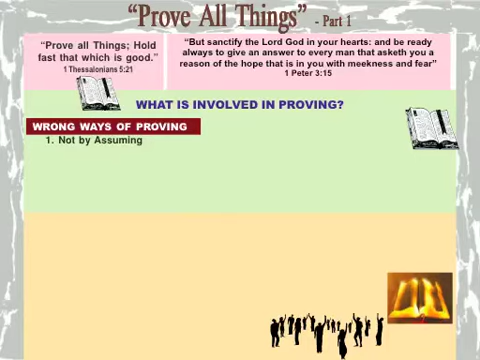 “Prove All Things” - Part 1
“Prove all Things; Hold
fast that which is good.”
1 Thessalonians 5:21
“But sanctify the Lord God in your hearts: and be ready
always to give an answer to every man that asketh you a
reason of the hope that is in you with meekness and fear”
1 Peter 3:15
WHAT IS INVOLVED IN PROVING?
WRONG WAYS OF PROVING
1. Not by Assuming